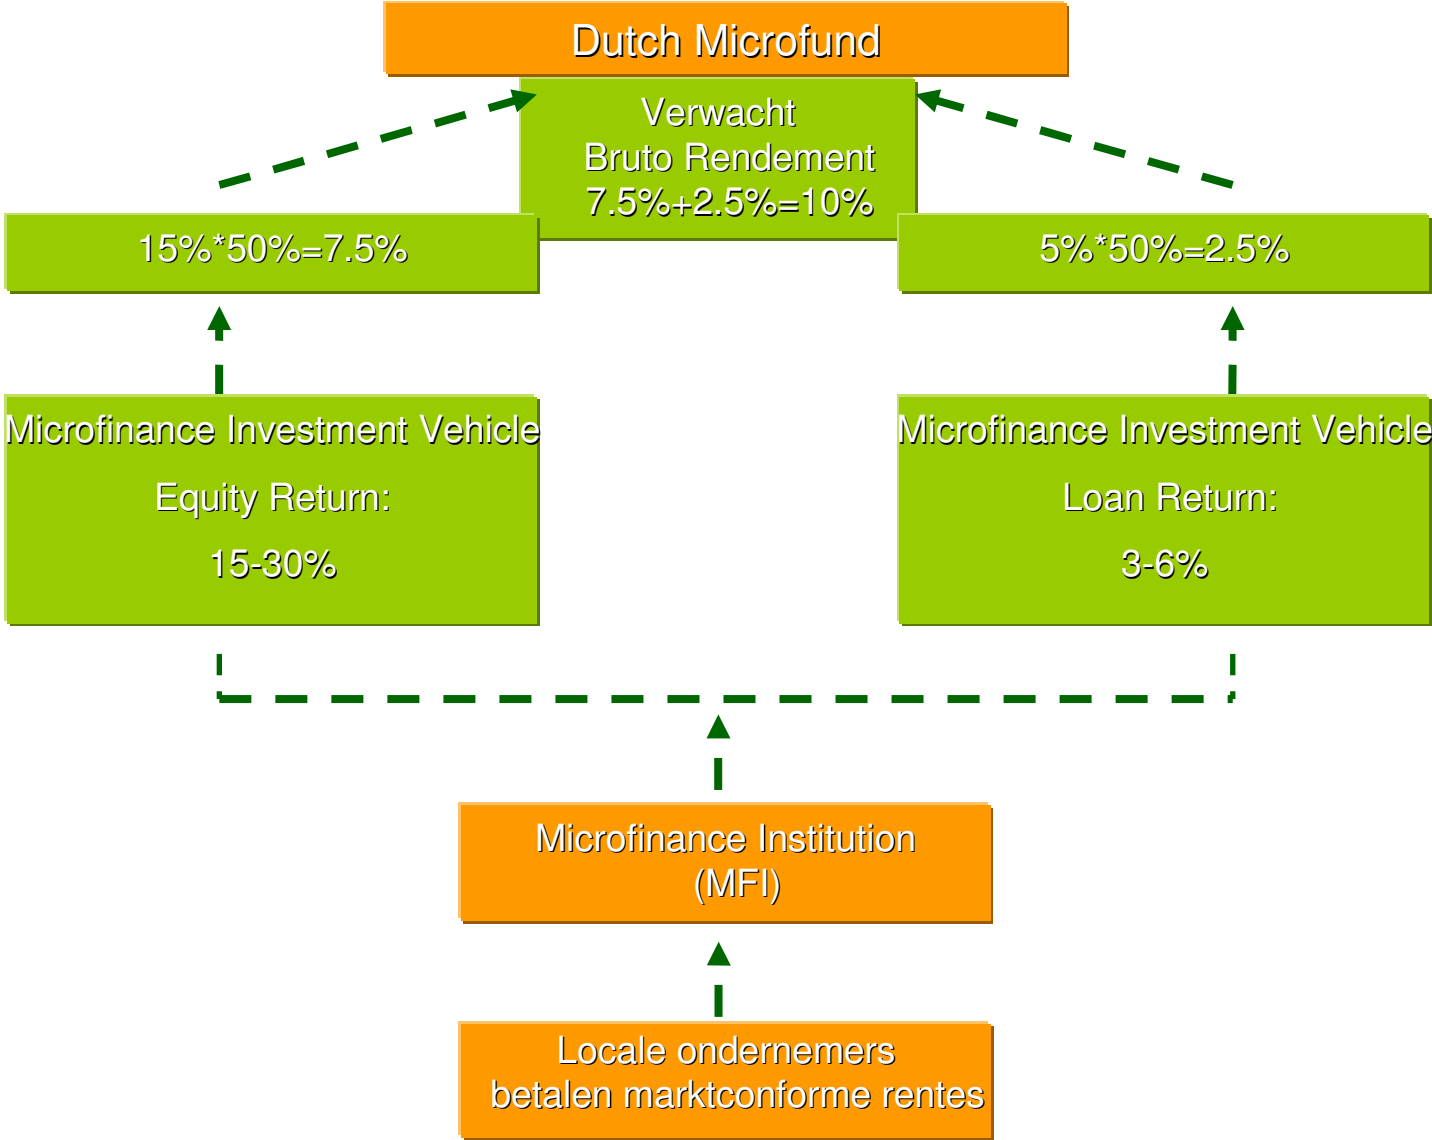 Dutch Microfund
Verwacht
Bruto Rendement
7.5%+2.5%=10%
15%*50%=7.5%
5%*50%=2.5%
Microfinance Investment Vehicle
Equity Return:
15-30%
Microfinance Investment Vehicle
Loan Return:
3-6%
Microfinance Institution
(MFI)
Locale ondernemers
betalen marktconforme rentes